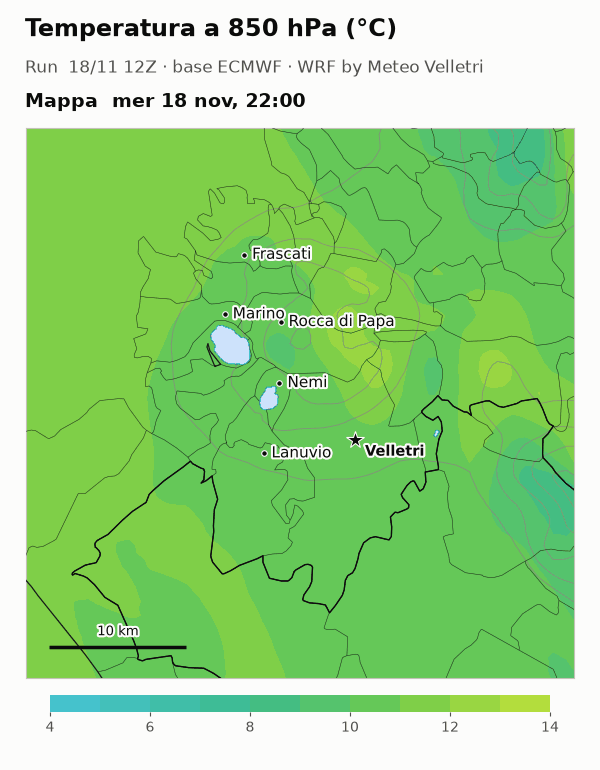 Temperatura a 850 hPa (°C)
Run  18/11 12Z · base ECMWF · WRF by Meteo Velletri
Mappa  mer 18 nov, 22:00
Frascati
Marino
Rocca di Papa
Nemi
Velletri
Lanuvio
10 km
4 6 8 10 12 14